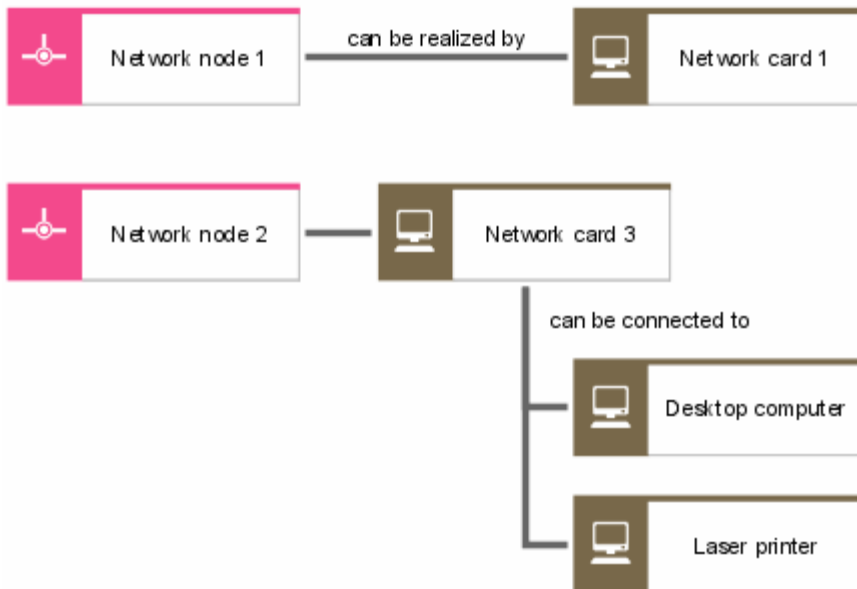 Network node 1
can be realized by
Network card 1
Network node 2
Network card 3
can be connected to
Desktop computer
Laser printer